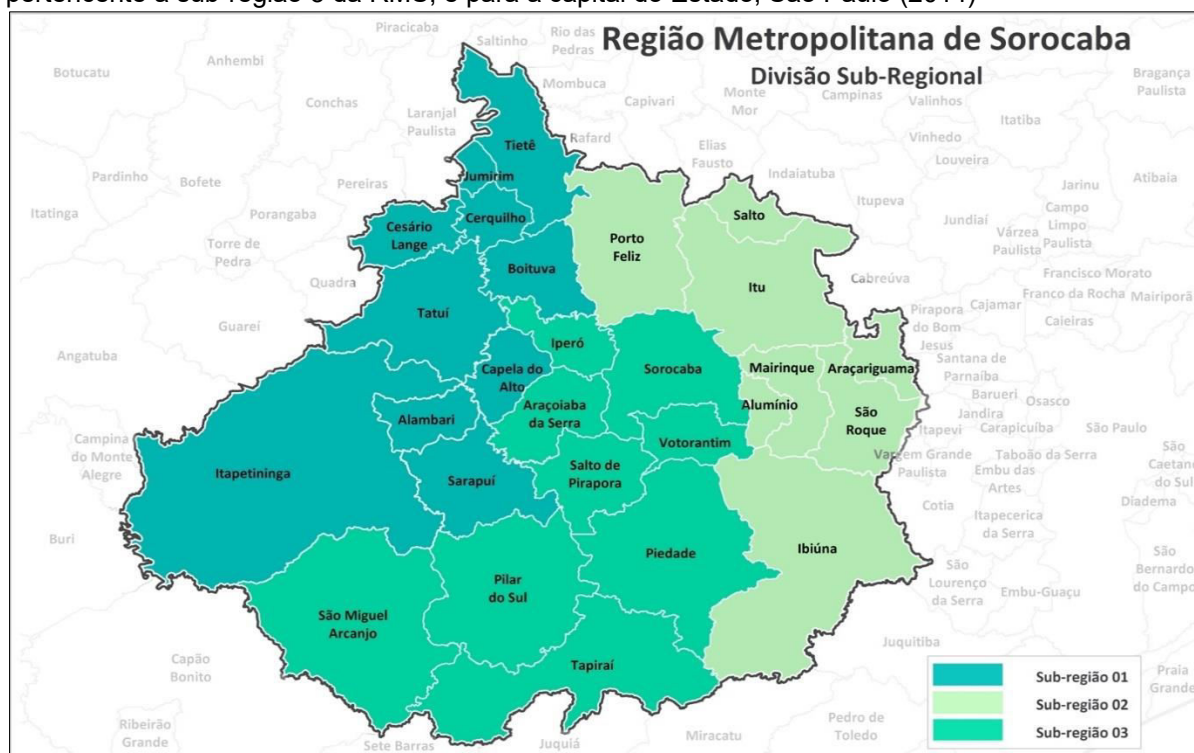 pertencente à sub-região 3 da RMS, e para a capital do Estado, São Paulo (2014)
Região Metropolitana de Sorocaba
Divisão Sub-Regional
Piracicaba
Saltinho
Rio das
Pedras
Botucatu
Anhembi
Mombuca
Bragança
Paulista
Conchas
Capivari
Monte
Mor
Campinas
Valinhos
Laranjal
Paulista
Itatiba
Tietê
Rafard
Vinhedo
Elias
Fausto
Louveira
Pardinho
Bofete
Pereiras
Jumirim
Indaiatuba
Jarinu
Atibaia
Itatinga
Porangaba
Cerquilho
Salto
Itupeva
Jundiaí
Campo
Limpo
Paulista
Várzea
Paulista
Cesário
Lange
Porto
Feliz
Torre de
Pedra
Boituva
Quadra
Itu
Cabreúva
Francisco Morato
Franco da Rocha
Mairiporã
Cajamar
Caieiras
Guareí
Tatuí
Pirapora
do Bom
Jesus
Iperó
Angatuba
Capela do
Alto
Sorocaba
Mairinque
Araçariguama
Santana de
Parnaíba
Barueri
Osasco
Jandira
Araçoiaba
da Serra
Alumínio
São
Roque
Alambari
Itapevi
Carapicuíba
São Paulo
Campina
do Monte
Alegre
Votorantim
Vargem Grande
Paulista
Taboão da Serra
São
Caetano
do Sul
Itapetininga
Salto de
Pirapora
Embu das
Artes
Sarapuí
Diadema
Cotia
Itapecerica
da Serra
Buri
Ibiúna
Piedade
São
Bernardo
do Campo
Pilar
do Sul
São
Lourenço
da Serra
Embu-Guaçu
São Miguel
Arcanjo
Juquitiba
Capão
Bonito
Tapiraí
Praia
Grande
Sub-região 01
Sub-região 02
Sub-região 03
Ribeirão
Grande
Sete Barras
Juquiá
Miracatu
Pedro de
Toledo